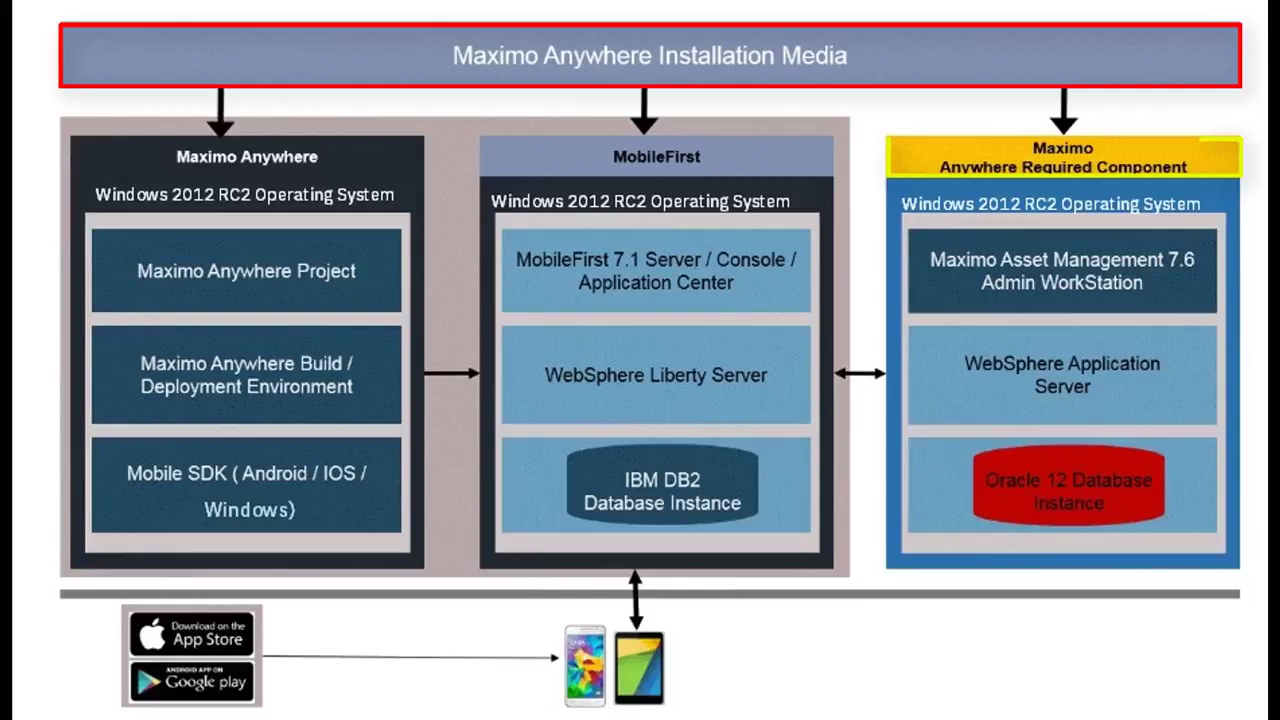 Maximo Anywhere Installation Media
Maximo Anywhere
Windows 2012 RC2 Operating System
Maximo Anywhere Project
Maximo Anywhere Build /
Deployment Environment
Mobile SDK ( Android / IOS /
Windows)
MobileFirst
Windows 2012 RC2 Operating System
MobileFirst 7.1 Server / Console /
Application Center
WebSphere Liberty Server
IBM DB2
Database Instance
Maximo
Anywhere Required Component
Windows 2012 RC2 Operating System
Maximo Asset Management 7.6
Admin WorkStation
WebSphere Application
Server
Oracle 12 Database
Instance
Download on the
App Store
ANDROID APP ON
Google play